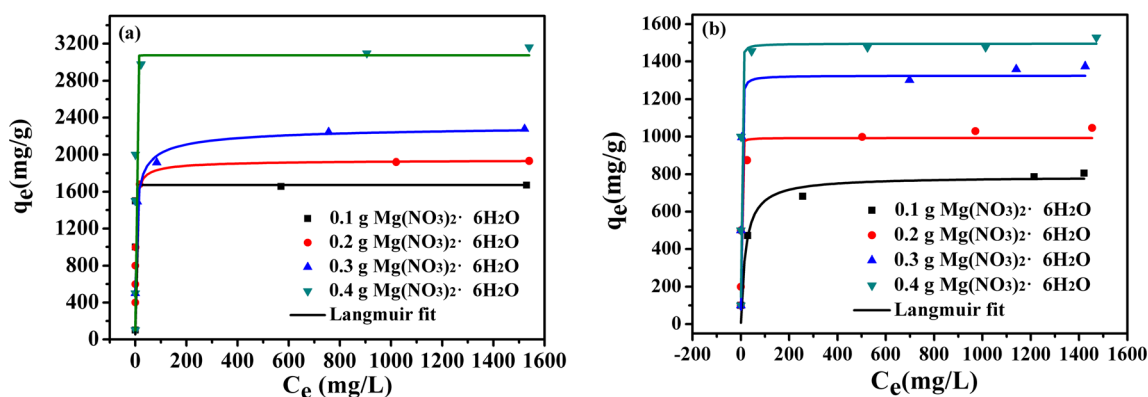 (a)
qe(mg/g)
3200
2800
2400
2000
1600
1200
800
400
0
0.1 g Mg(NO3)2· 6H2O
0.2 g Mg(NO3)2· 6H2O
0.3 g Mg(NO3)2· 6H2O
0.4 g Mg(NO3)2· 6H2O
Langmuir fit
0 200 400 600 800 1000 1200 1400 1600
Ce (mg/L)
(b)
qe(mg/g)
1600
1400
1200
1000
800
600
400
200
0
0.1 g Mg(NO3)2· 6H2O
0.2 g Mg(NO3)2· 6H2O
0.3 g Mg(NO3)2· 6H2O
0.4 g Mg(NO3)2· 6H2O
Langmuir fit
-200 0 200 400 600 800 1000 1200 1400 1600
Ce(mg/L)